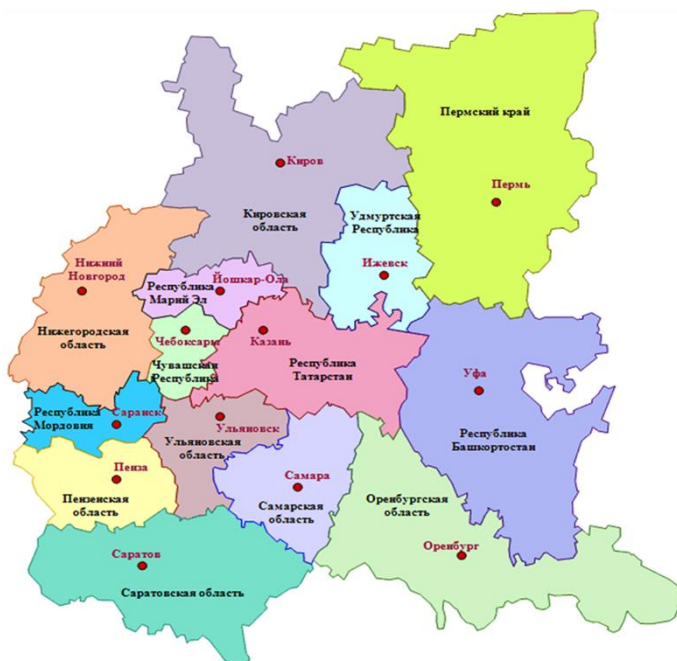 Пермский край
Киров
Пермь
Кировская
область
Удмуртская
Республика
Нижний
Новгород
Йошкар-Ола
Ижевск
Республика
Марий Эл
Нижегородская
область
Чебоксары
Казань
Чувашская
Республика
Республика
Татарстан
Уфа
Республика
Мордовия
Саранск
Ульяновск
Ульяновская
область
Республика
Башкортостан
Пенза
Самара
Пензенская
область
Самарская
область
Оренбургская
область
Саратов
Оренбург
Саратовская область